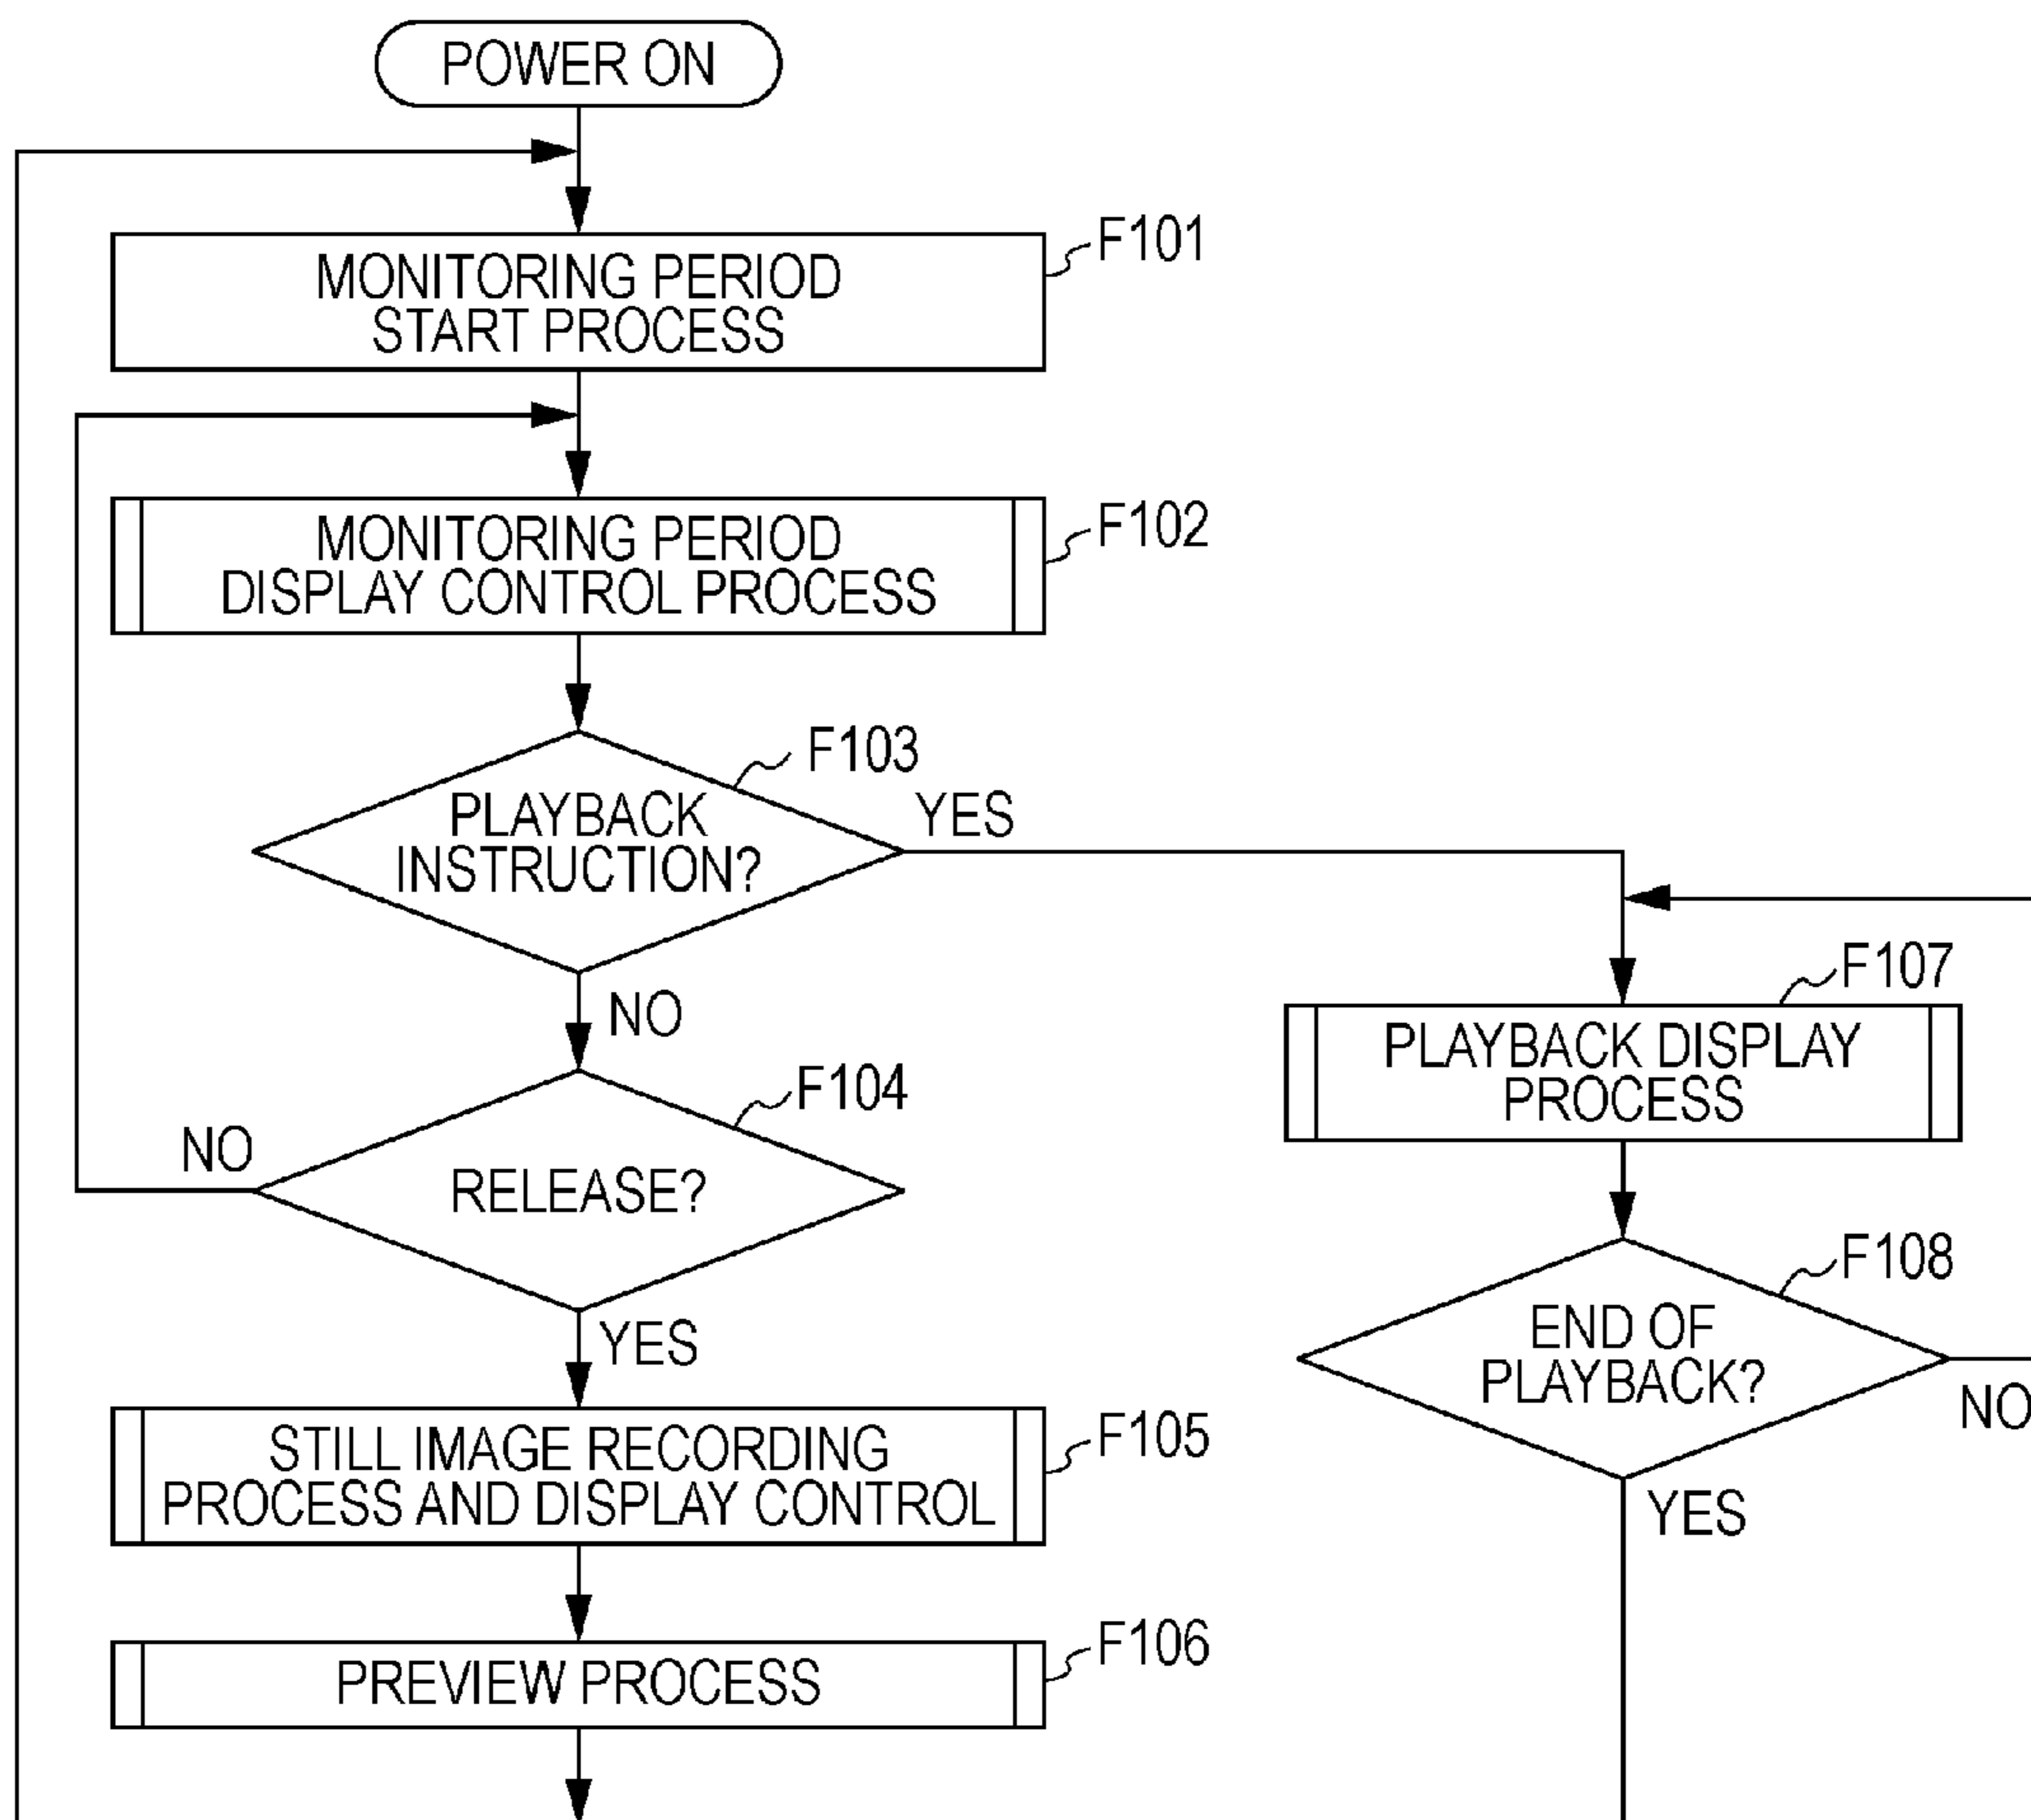 POWER ON
F101
MONITORING PERIOD
START PROCESS
F102
MONITORING PERIOD
DISPLAY CONTROL PROCESS
F103
PLAYBACK
INSTRUCTION?
YES
NO
F104
RELEASE?
NO
YES
F105
STILL IMAGE RECORDING
PROCESS AND DISPLAY CONTROL
F106
PREVIEW PROCESS
F107
PLAYBACK DISPLAY
PROCESS
F108
END OF
PLAYBACK?
NO
YES